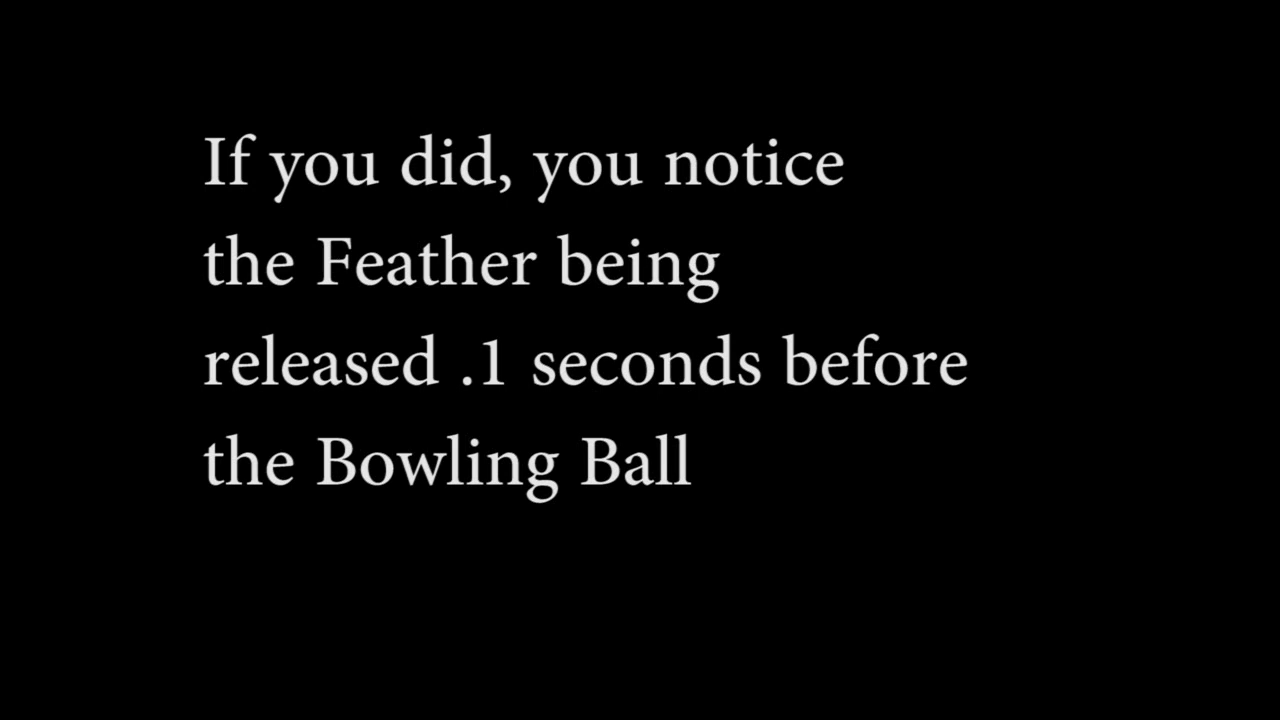 If you did, you notice
the Feather being
released .1 seconds before
the Bowling Ball